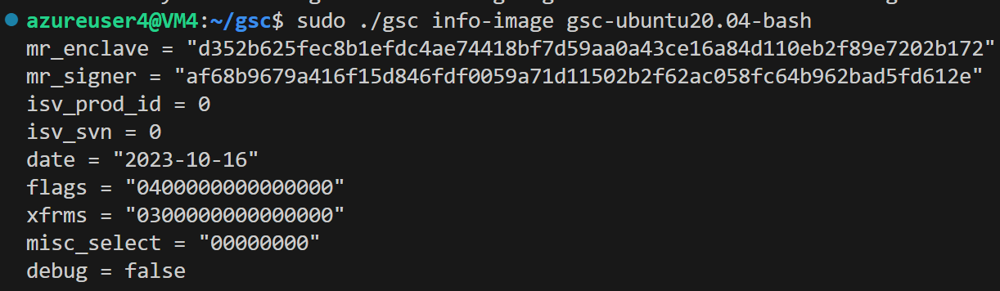 azureuser4@VM4:~/gsc$ sudo ./gsc info-image gsc-ubuntu20.04-bash
mr_enclave = "d352b625fec8b1efdc4ae74418bf7d59aa0a43ce16a84d110eb2f89e7202b172"
mr_signer = "af68b9679a416f15d846fdf0059a71d11502b2f62ac058fc64b962bad5fd612e"
isv_prod_id = 0
isv_svn = 0
date = "2023-10-16"
flags = "0400000000000000"
xfrms = "0300000000000000"
misc_select = "00000000"
debug = false